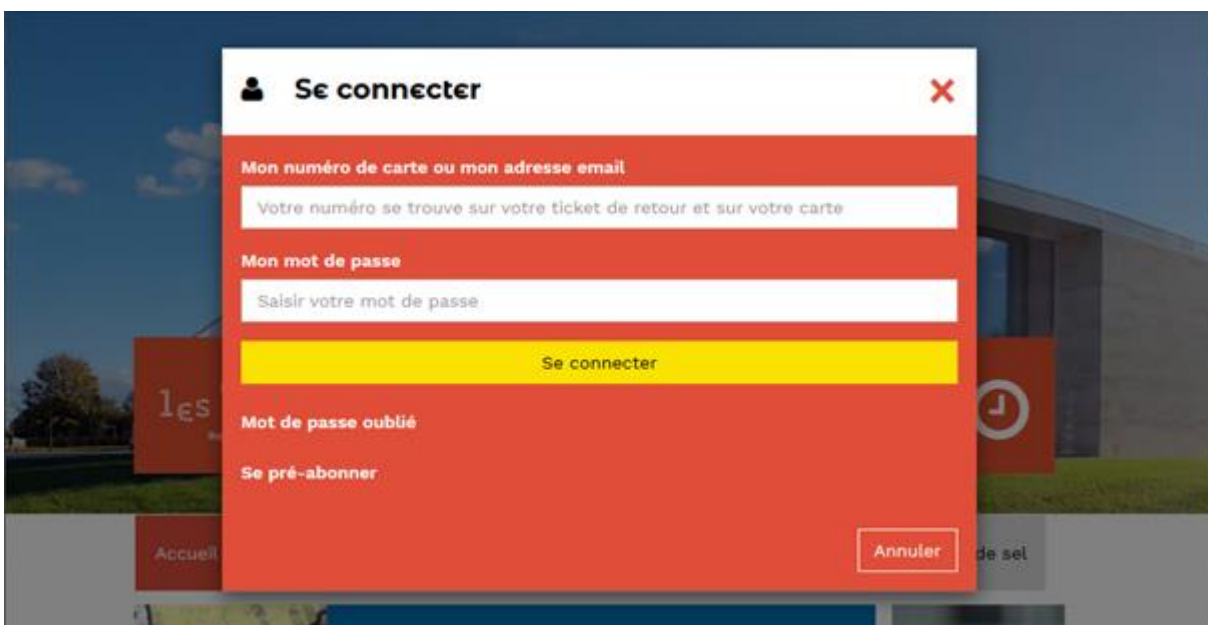 Se connecter
Mon numéro de carte ou mon adresse email
Votre numéro se trouve sur votre ticket de retour et sur votre carte
Mon mot de passe
Saisir votre mot de passe
Se connecter
les
Mot de passe oublié
Se pré-abonner
Annuler
Accueil
de sel